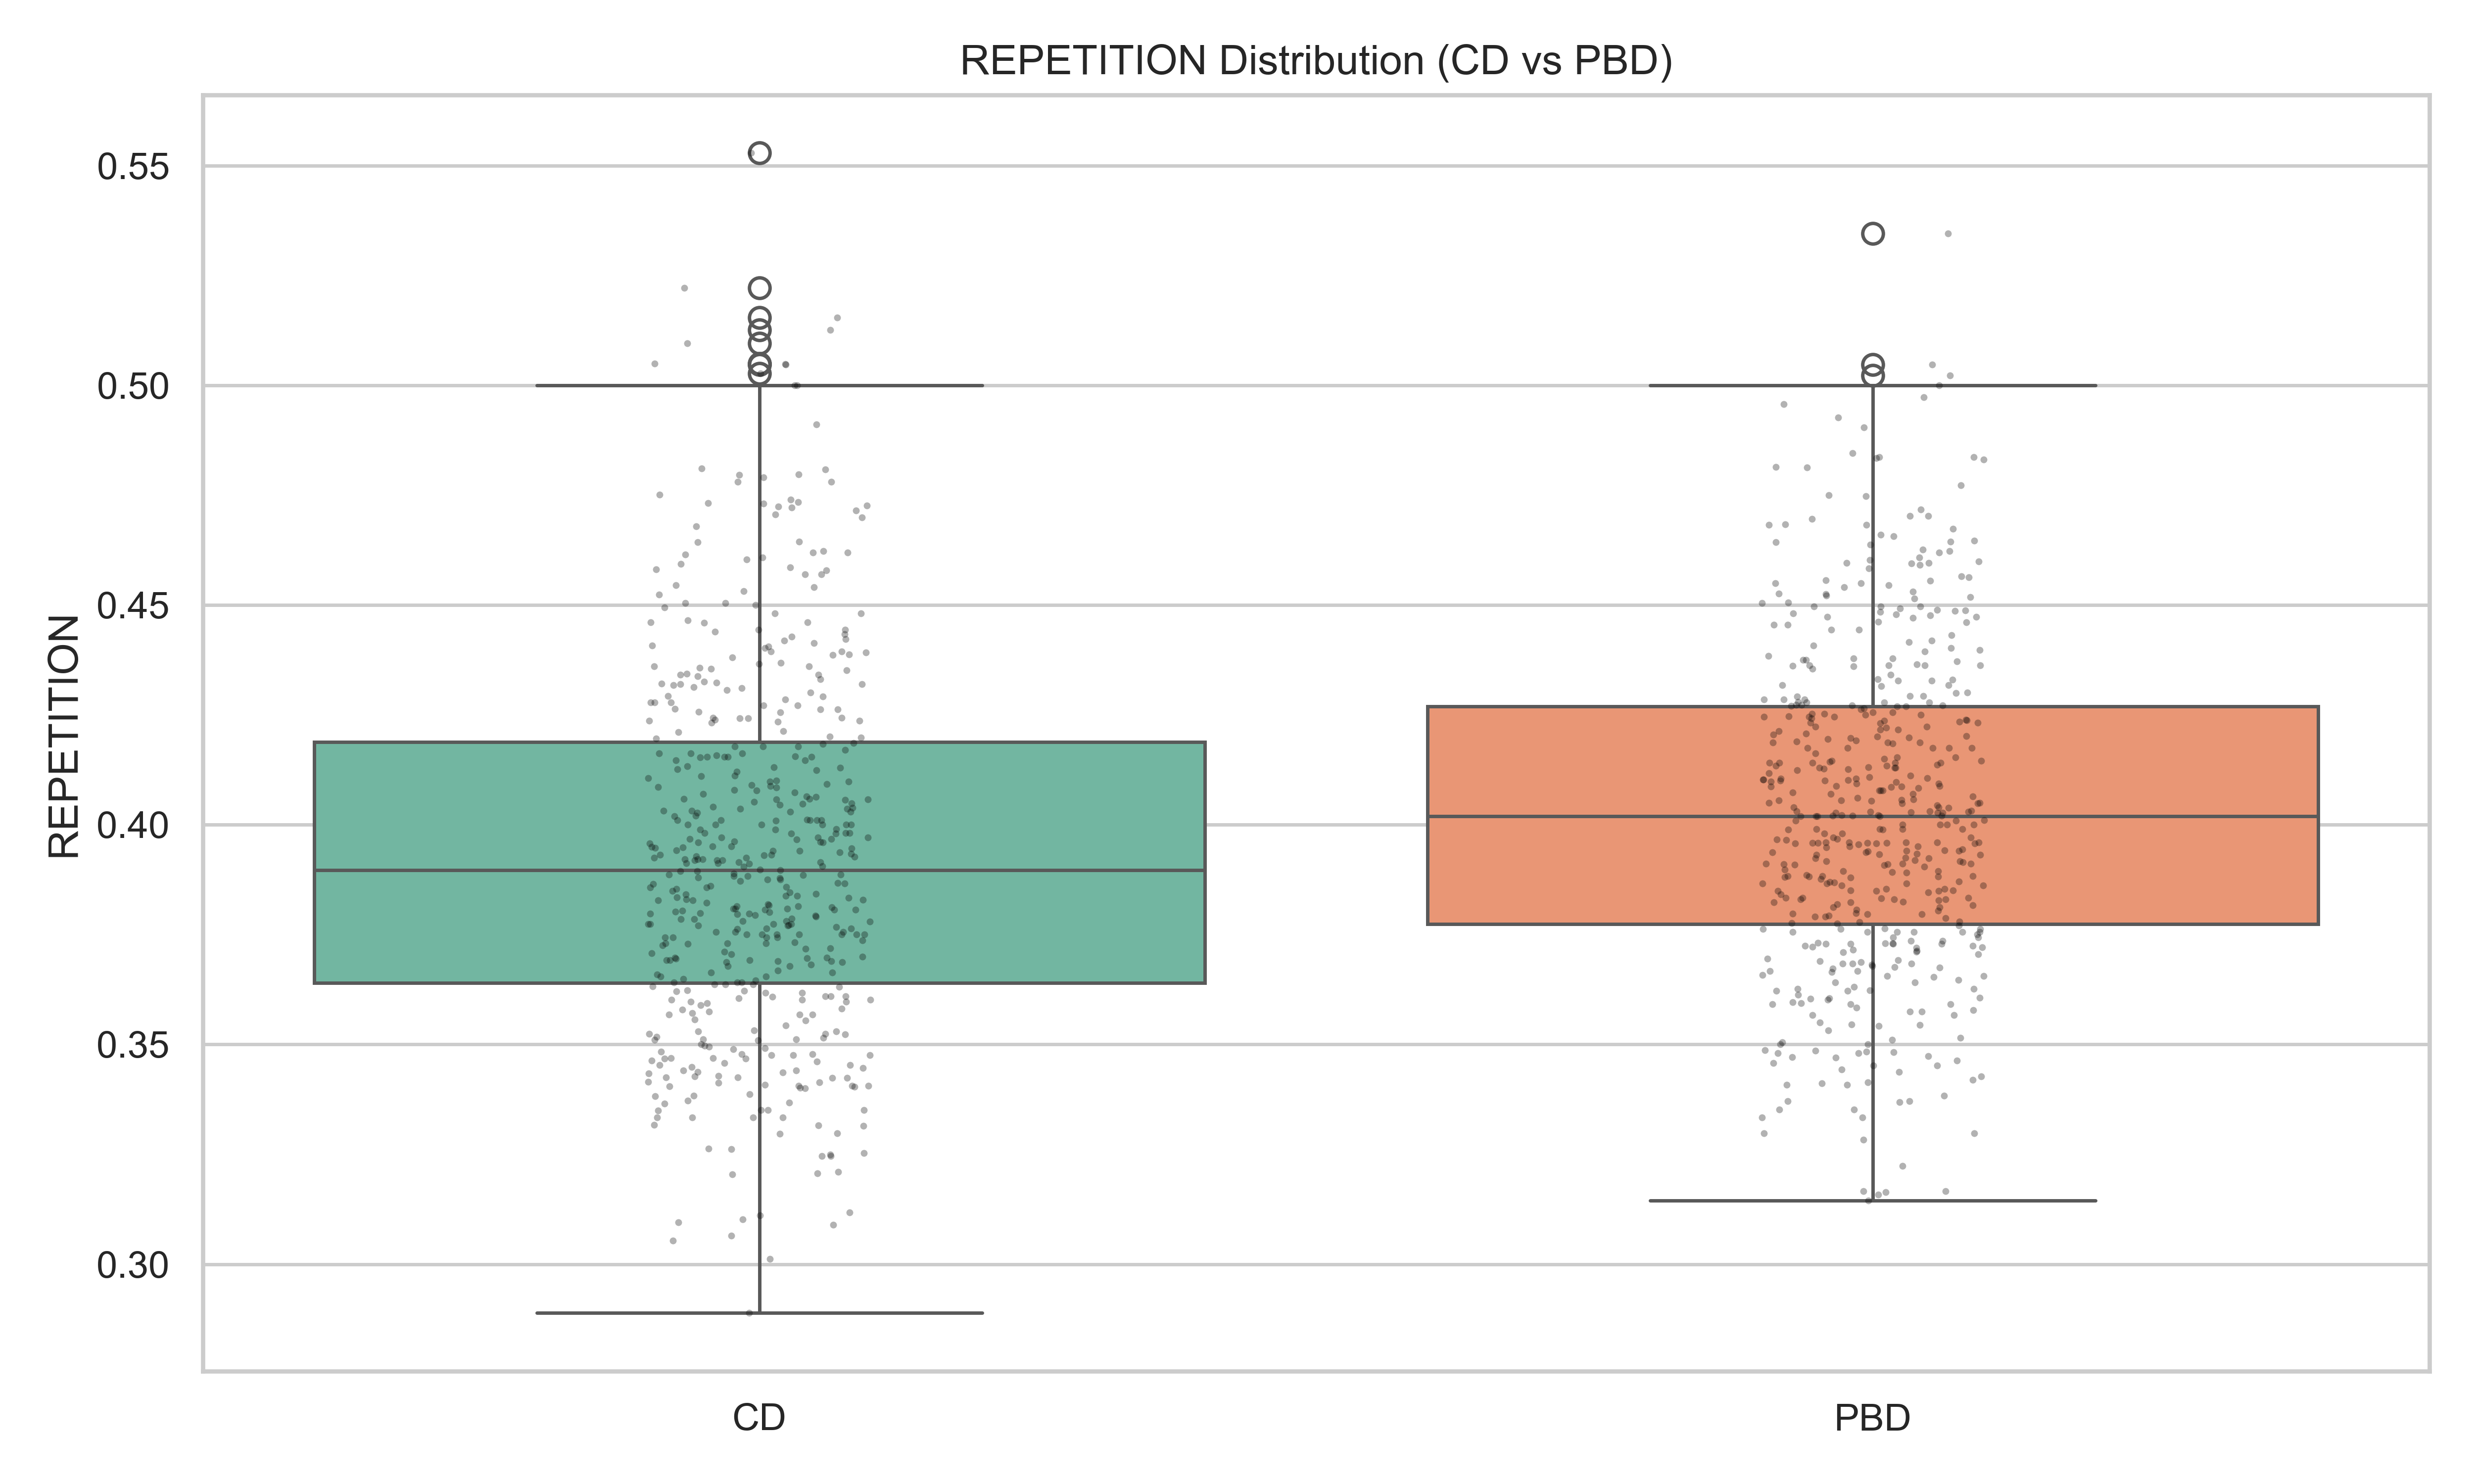 REPETITION Distribution (CD vs PBD)
REPETITION
0.55
0.50
0.45
0.40
0.35
0.30
CD
PBD